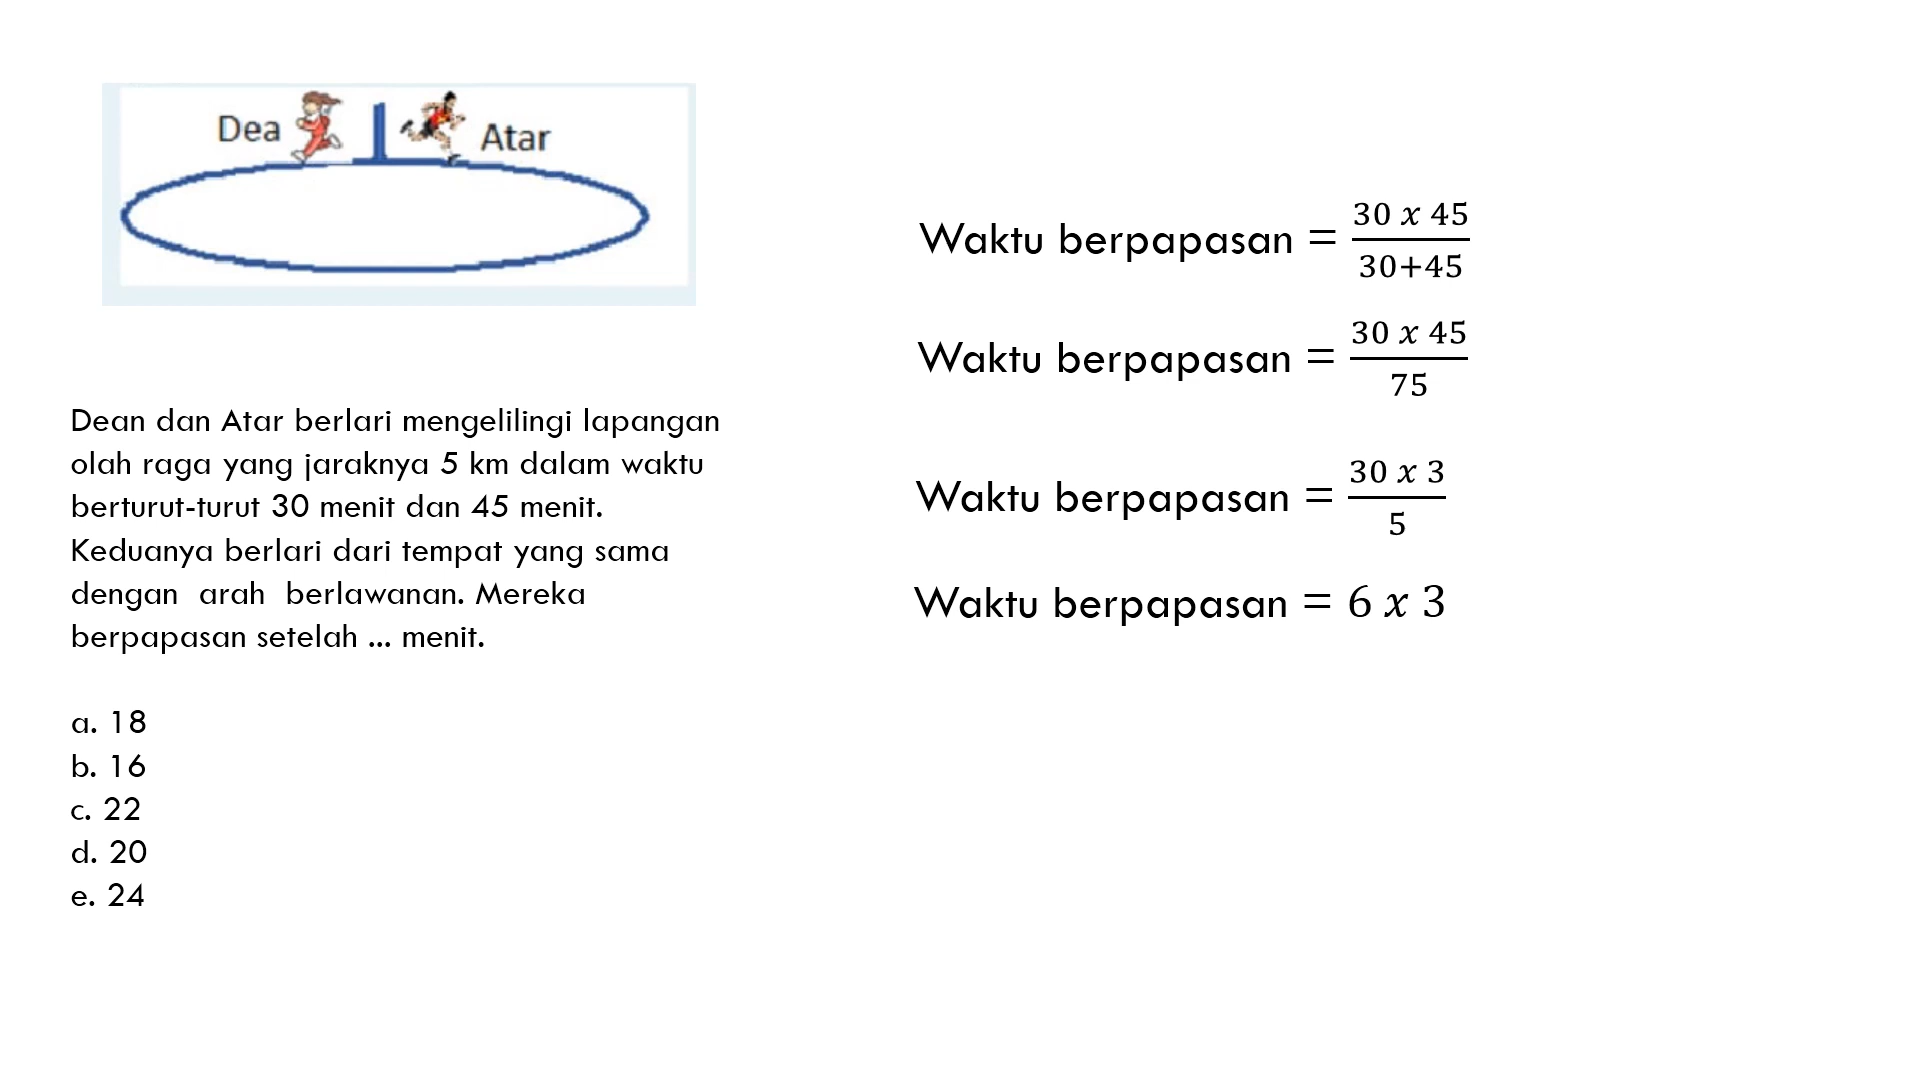 Dea
Atar
Dean dan Atar berlari mengelilingi lapangan
olah raga yang jaraknya 5 km dalam waktu
berturut-turut 30 menit dan 45 menit.
Keduanya berlari dari tempat yang sama
dengan arah berlawanan. Mereka
berpapasan setelah ... menit.
a. 18
b. 16
c. 22
d. 20
e. 24
Waktu berpapasan = \frac{30 x 45}{30+45}
Waktu berpapasan = \frac{30 x 45}{75}
Waktu berpapasan = \frac{30 x 3}{5}
Waktu berpapasan = 6 x 3